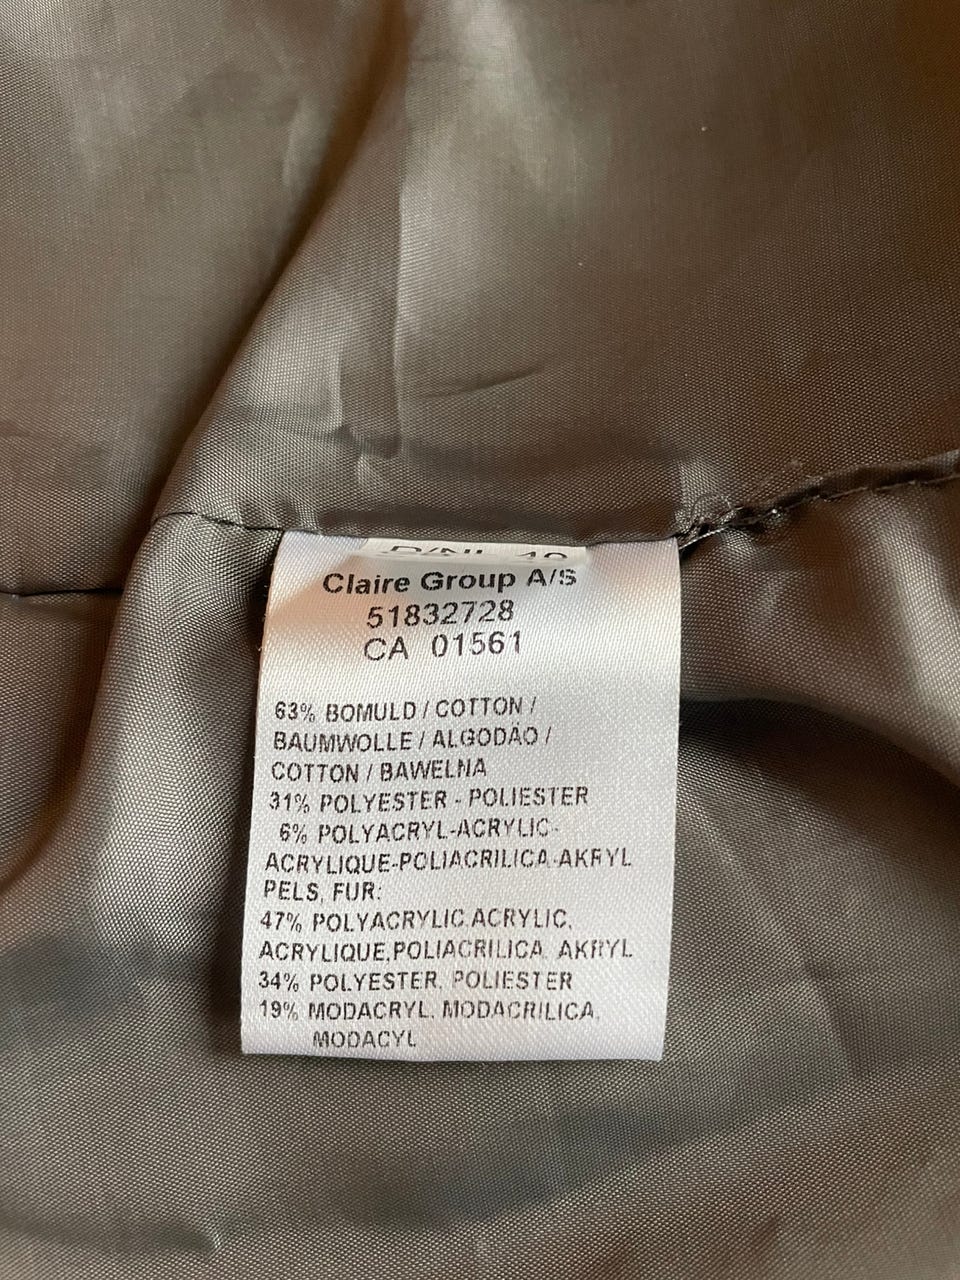 Claire Group A/S
51832728
CA 01561
63% BOMULD / COTTON /
BAUMWOLLE / ALGODÃO /
COTTON / BAWELNA
31% POLYESTER - POLIESTER
6% POLYACRYL-ACRYLIC-
ACRYLIQUE-POLIACRILICA-AKRYL
PELS, FUR:
47% POLYACRYLIC,ACRYLIC,
ACRYLIQUE,POLIACRILICA, AKRYL
34% POLYESTER, POLIESTER
19% MODACRYL, MODACRILICA,
MODACYL